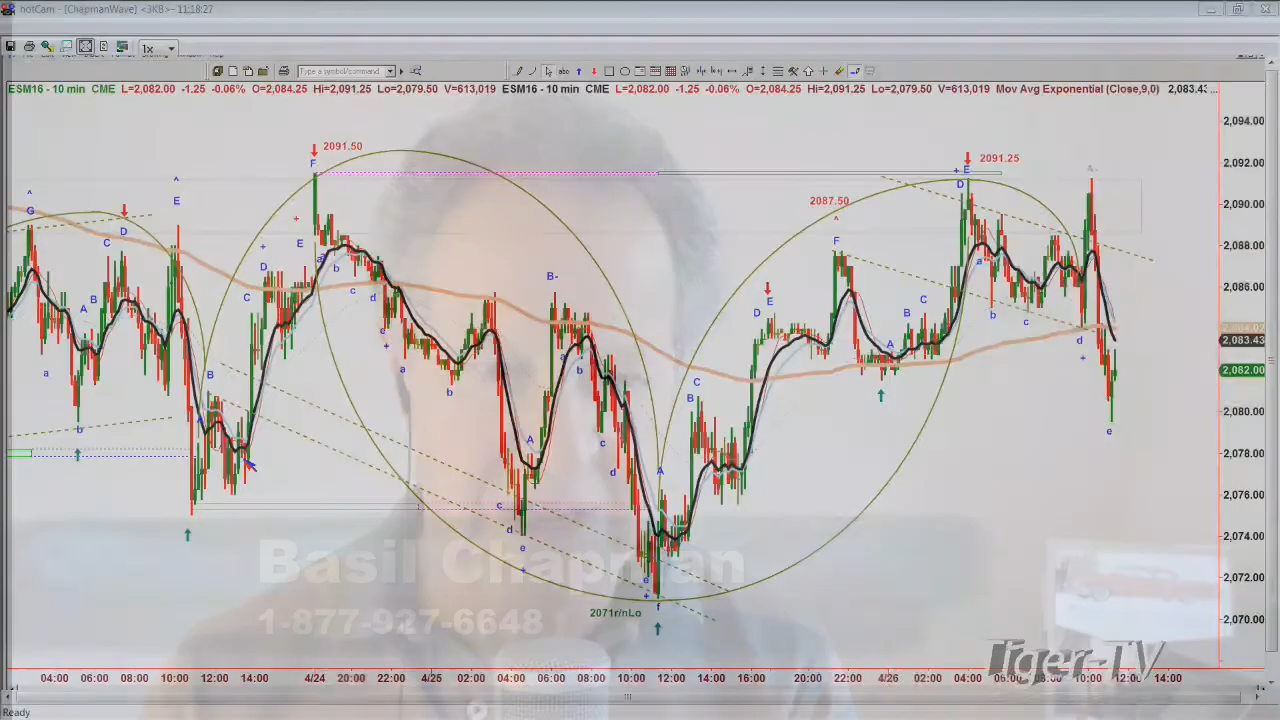 hotCam - [ChapmanWave] <3KB>- 11:18:27
1x
Type a symbol/command
ESM16 - 10 min CME L=2,082.00 -1.25 -0.06% O=2,084.25 Hi=2,091.25 Lo=2,079.50 V=613,019 ESM16 - 10 min CME L=2,082.00 -1.25 -0.06% O=2,084.25 Hi=2,091.25 Lo=2,079.50 V=613,019 Mov Avg Exponential (Close,9,0) 2,083.43 ...
2,094.00
2,092.00
2,090.00
2,088.00
2,086.00
2,083.43
2,082.00
2,080.00
2,078.00
2,076.00
2,074.00
2,072.00
2,070.00
2091.50
2091.25
2087.50
2071r/nLo
G
A
B
C
D
E
a
b
A
B
C
D
E
F
a
b
c
d
c
a
b
c
d
e
A
B-
a
b
c
d
e
f
A
B
C
D
E
F
A
B
C
D
E
a
b
c
d
e
A-
Basil Chapman
1-877-927-6648
Tiger-TV
04:00 06:00 08:00 10:00 12:00 14:00 4/24 20:00 22:00 4/25 02:00 04:00 06:00 08:00 10:00 12:00 14:00 20:00 22:00 4/26 02:00 04:00 06:00 08:00 10:00 12:00 14:00
Ready